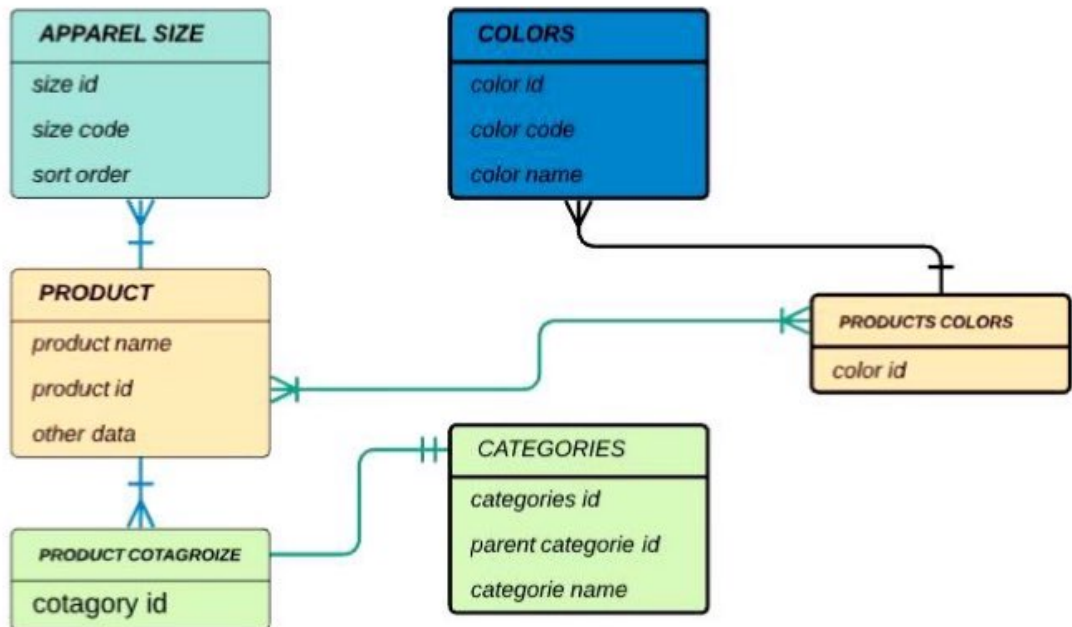 APPAREL SIZE
size id
size code
sort order
COLORS
color id
color code
color name
PRODUCT
product name
product id
other data
PRODUCTS COLORS
color id
CATEGORIES
categories id
parent categorie id
categorie name
PRODUCT COTAGROIZE
cotagory id